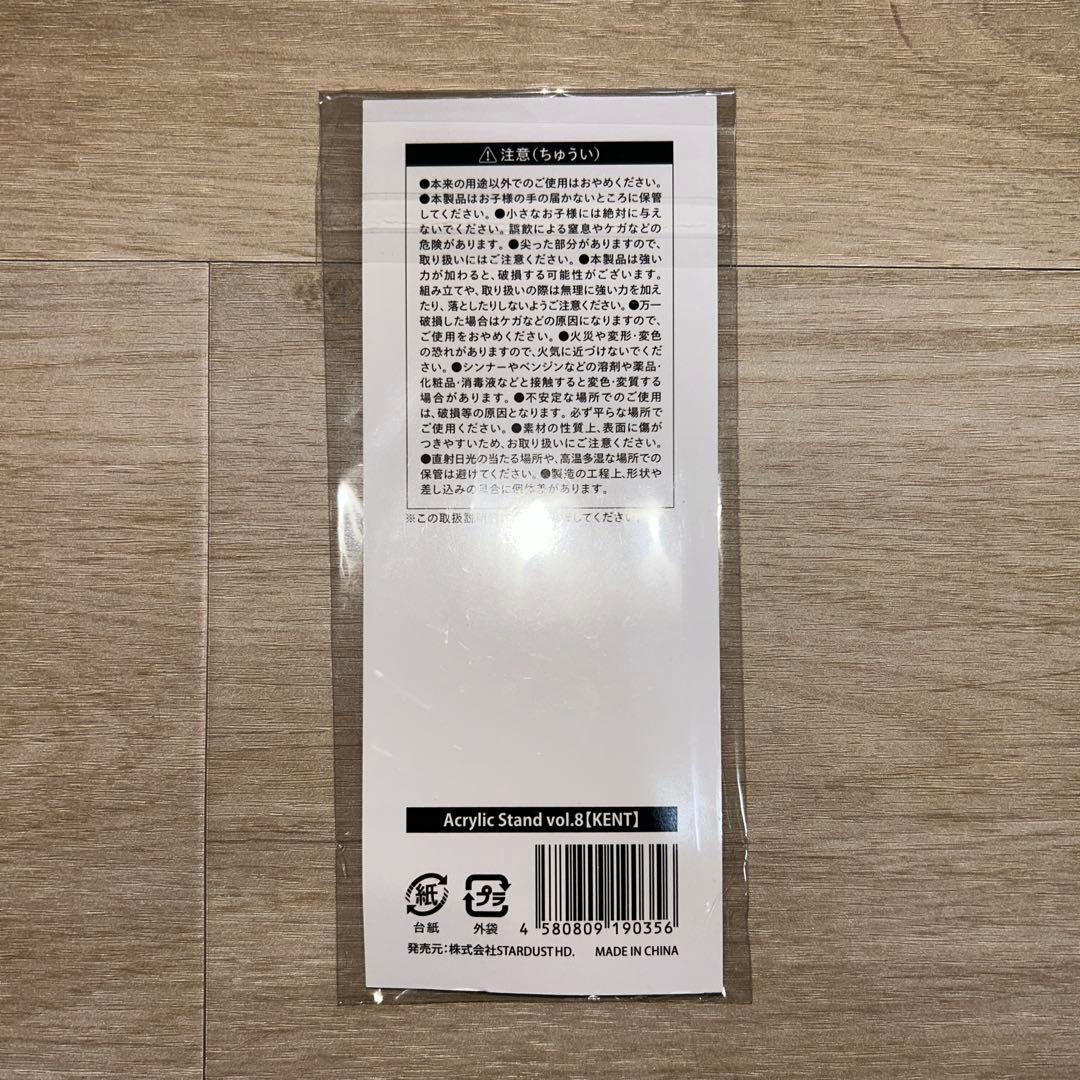 ⚠ 注意(ちゅうい)
●本来の用途以外でのご使用はおやめください。
●本製品はお子様の手の届かないところに保管
してください。●小さなお子様には絶対に与え
ないでください。誤飲による窒息やケガなどの
危険があります。●尖った部分がありますので、
取り扱いにはご注意ください。●本製品は強い
力が加わると、破損する可能性がございます。
組み立てや、取り扱いの際は無理に強い力を加え
たり、落としたりしないようご注意ください。●万一
破損した場合はケガなどの原因になりますので、
ご使用をおやめください。●火災や変形・変色
の恐れがありますので、火気に近づけないでくだ
さい。●シンナーやベンジンなどの溶剤や薬品・
化粧品・消毒液などと接触すると変色・変質する
場合があります。●不安定な場所でのご使用
は、破損等の原因となります。必ず平らな場所で
ご使用ください。●素材の性質上、表面に傷が
つきやすいため、お取り扱いにご注意ください。
●直射日光の当たる場所や、高温多湿な場所での
保管は避けてください。●製造の工程上、形状や
差し込みの具合に個体差があります。
※この取扱説明してください。
Acrylic Stand vol.8【KENT】
紙 プラ
台紙 外袋 4 580809 190356
発売元：株式会社STARDUST HD. MADE IN CHINA